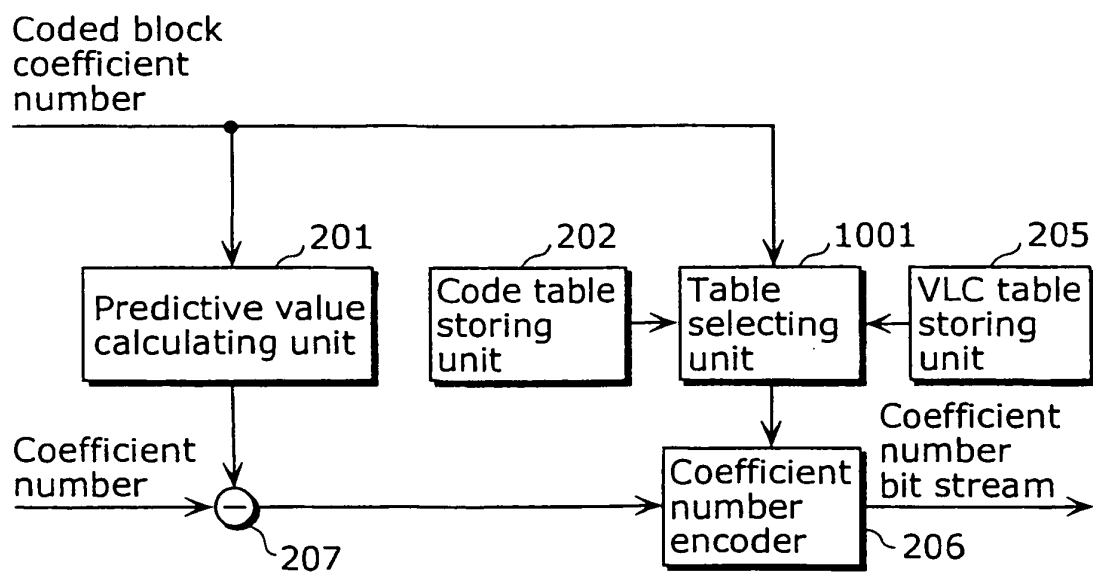 Coded block
coefficient
number
201
202
1001
205
Predictive value
calculating unit
Code table
storing
unit
Table
selecting
unit
VLC table
storing
unit
Coefficient
number
207
Coefficient
number
encoder
206
Coefficient
number
bit stream